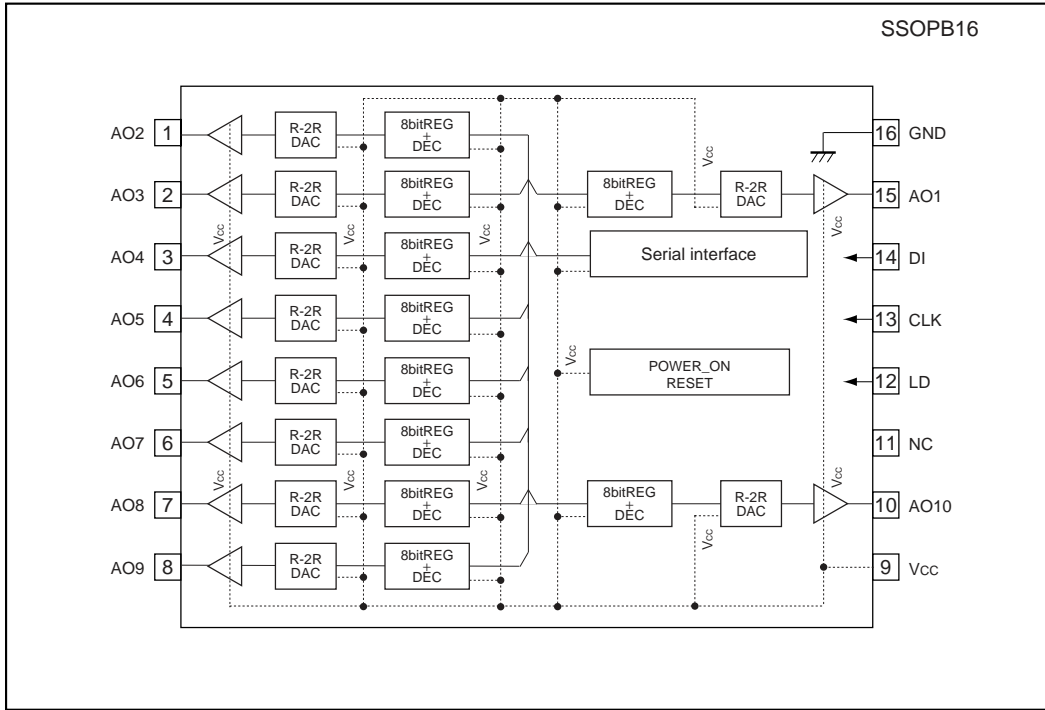 SSOPB16
AO2 1
R-2R
DAC
8bitREG
+
DEC
16 GND
AO3 2
R-2R
DAC
8bitREG
+
DEC
8bitREG
+
DEC
Vcc
R-2R
DAC
15 AO1
Vcc
Vcc
Vcc
Vcc
AO4 3
R-2R
DAC
8bitREG
+
DEC
Serial interface
14 DI
AO5 4
R-2R
DAC
8bitREG
+
DEC
13 CLK
AO6 5
R-2R
DAC
8bitREG
+
DEC
Vcc
POWER_ON
RESET
12 LD
AO7 6
R-2R
DAC
8bitREG
+
DEC
11 NC
Vcc
Vcc
Vcc
Vcc
AO8 7
R-2R
DAC
8bitREG
+
DEC
8bitREG
+
DEC
R-2R
DAC
10 AO10
Vcc
AO9 8
R-2R
DAC
8bitREG
+
DEC
9 Vcc